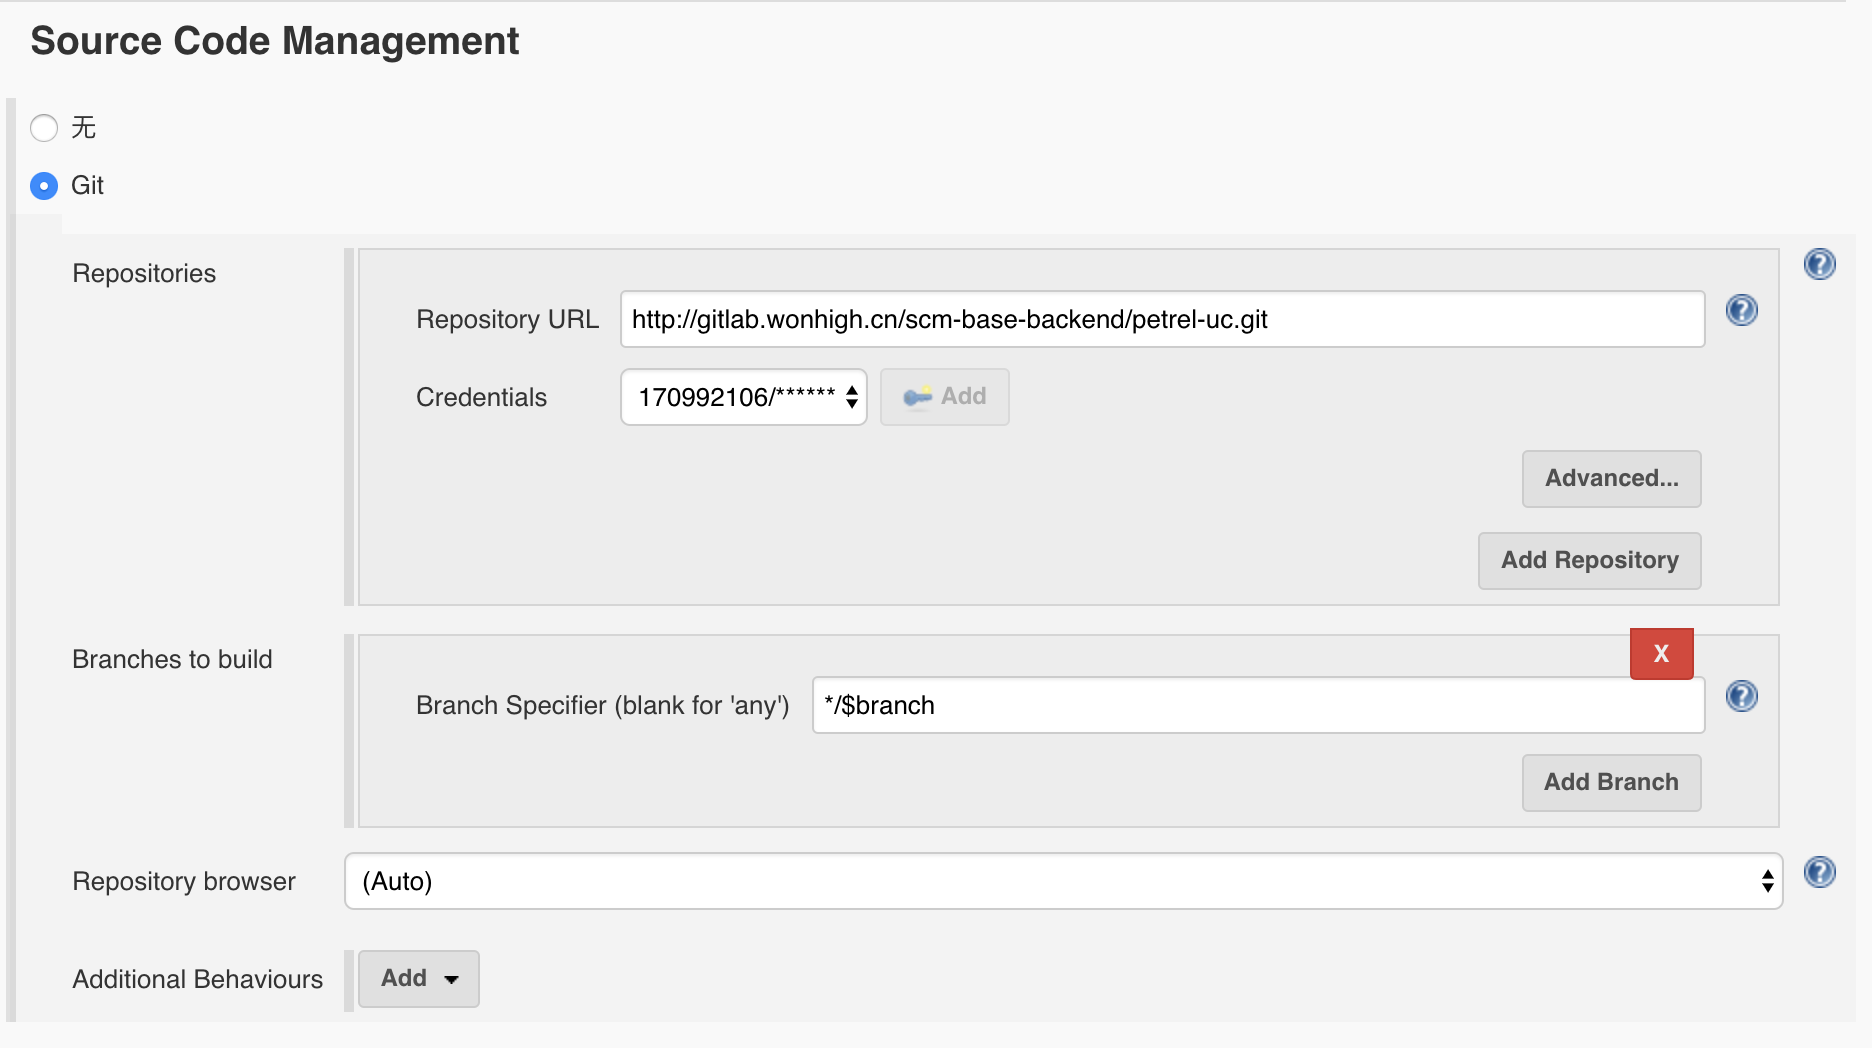 Source Code Management
无
Git
Repositories
Repository URL http://gitlab.wonhigh.cn/scm-base-backend/petrel-uc.git
Credentials 170992106/****** Add
Advanced...
Add Repository
Branches to build
X
Branch Specifier (blank for 'any') */$branch
Add Branch
Repository browser (Auto)
Additional Behaviours Add